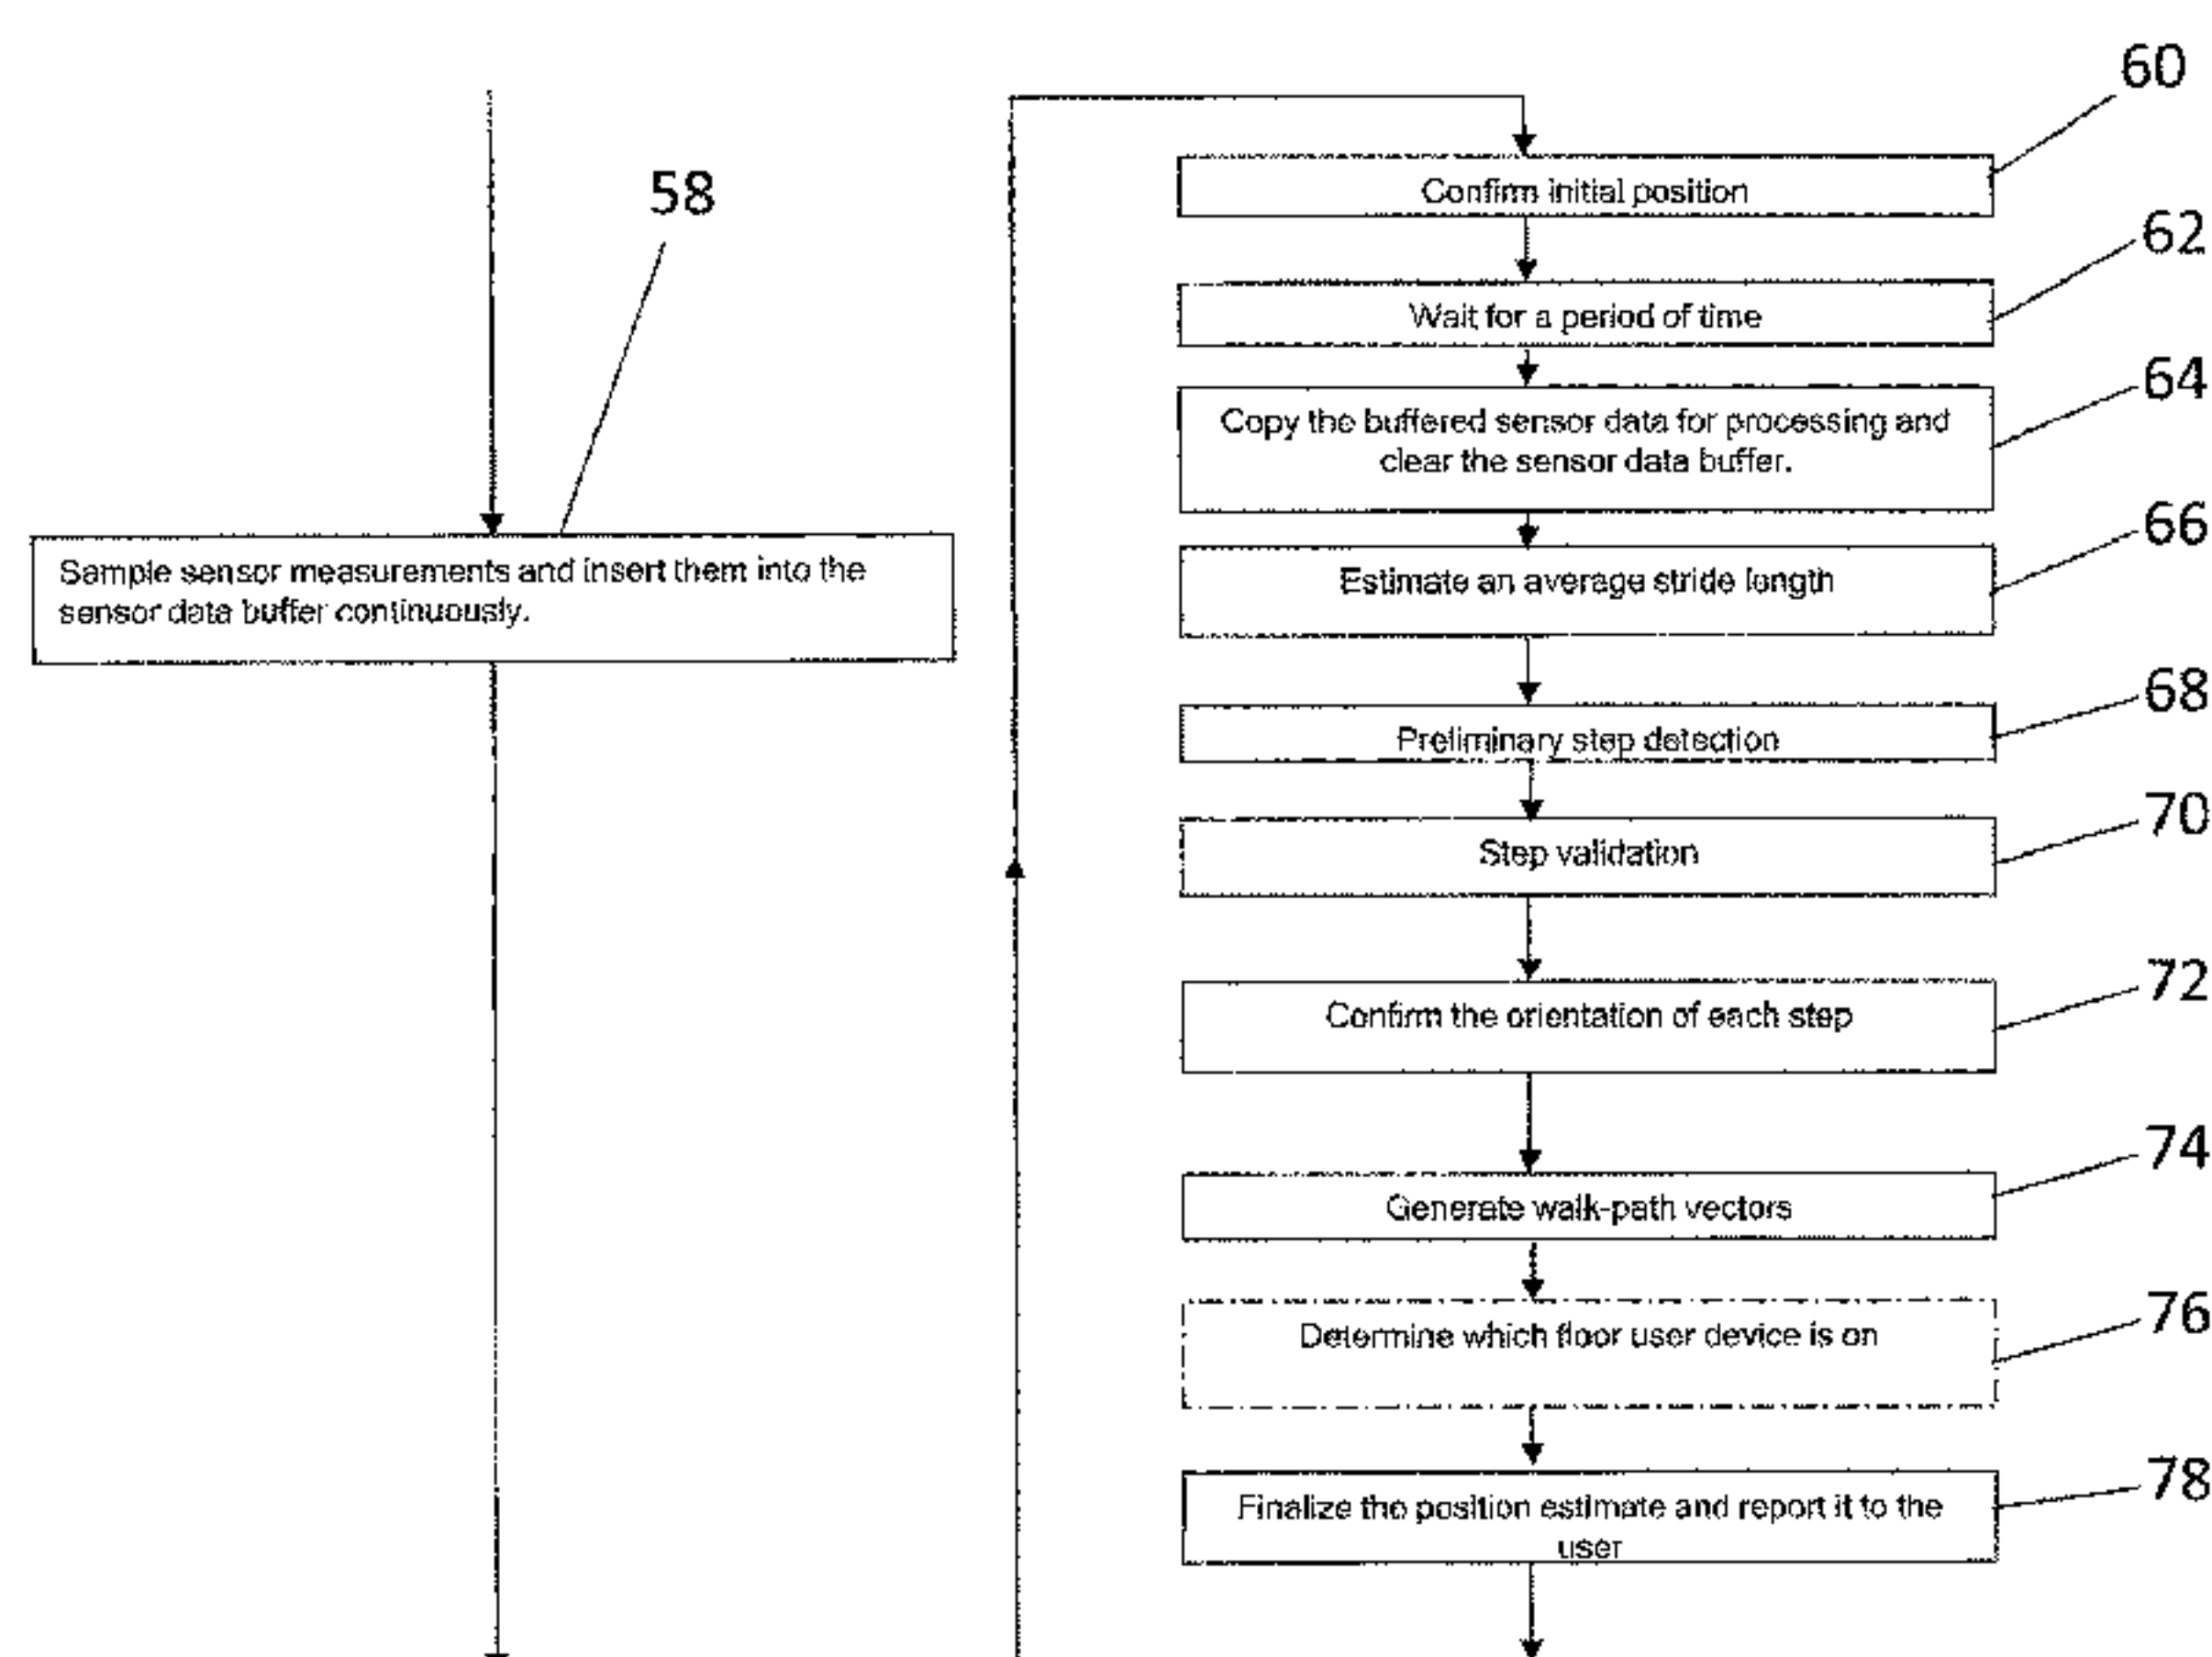 58
Sample sensor measurements and insert them into the
sensor data buffer continuously.
60
Confirm initial position
62
Wait for a period of time
64
Copy the buffered sensor data for processing and
clear the sensor data buffer.
66
Estimate an average stride length
68
Preliminary step detection
70
Step validation
72
Confirm the orientation of each step
74
Generate walk-path vectors
76
Determine which floor user device is on
78
Finalize the position estimate and report it to the
user